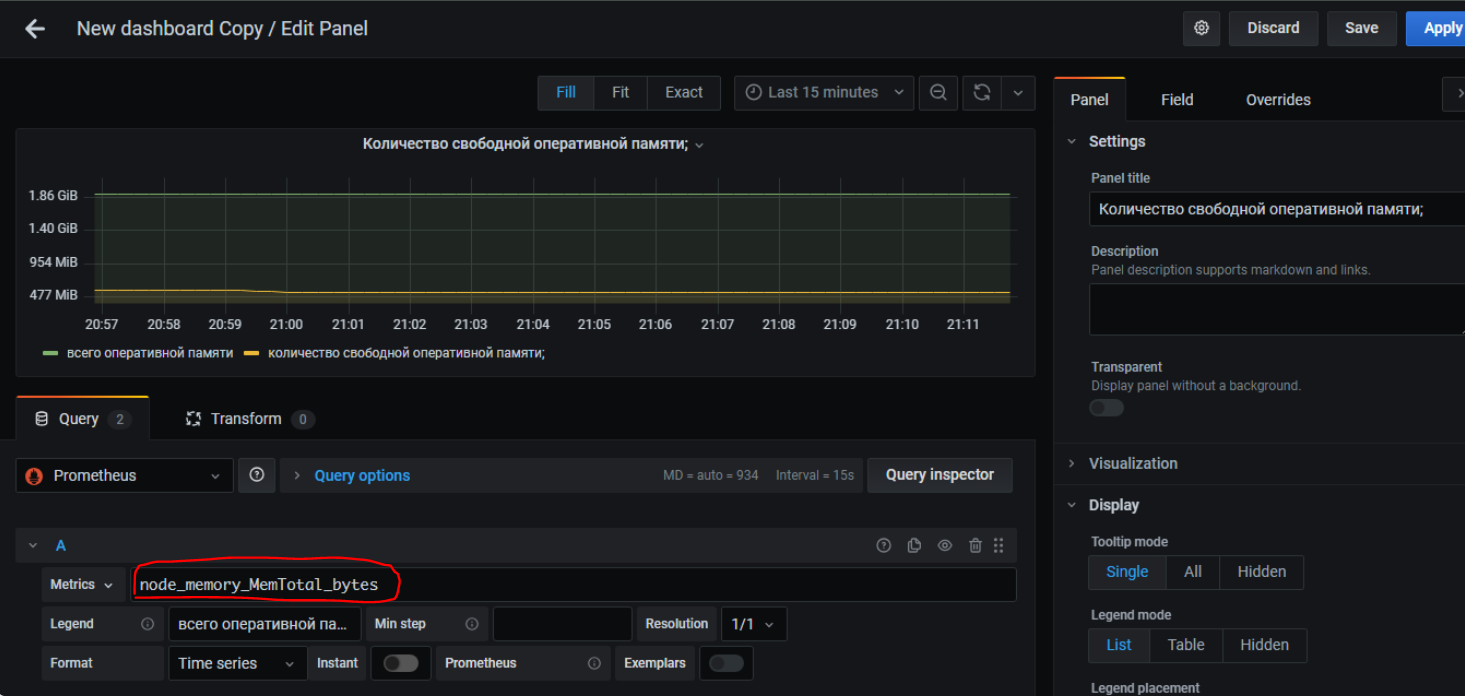 New dashboard Copy / Edit Panel
Discard
Save
Apply
Fill
Fit
Exact
Last 15 minutes
Panel
Field
Overrides
Количество свободной оперативной памяти;
1.86 GiB
1.40 GiB
954 MiB
477 MiB
20:57 20:58 20:59 21:00 21:01 21:02 21:03 21:04 21:05 21:06 21:07 21:08 21:09 21:10 21:11
всего оперативной памяти количество свободной оперативной памяти;
Settings
Panel title
Количество свободной оперативной памяти;
Description
Panel description supports markdown and links.
Transparent
Display panel without a background.
Visualization
Display
Tooltip mode
Single
All
Hidden
Legend mode
List
Table
Hidden
Legend placement
Query 2
Transform 0
Prometheus
Query options
MD = auto = 934
Interval = 15s
Query inspector
A
Metrics
node_memory_MemTotal_bytes
Legend
всего оперативной па...
Min step
Resolution
1/1
Format
Time series
Instant
Prometheus
Exemplars